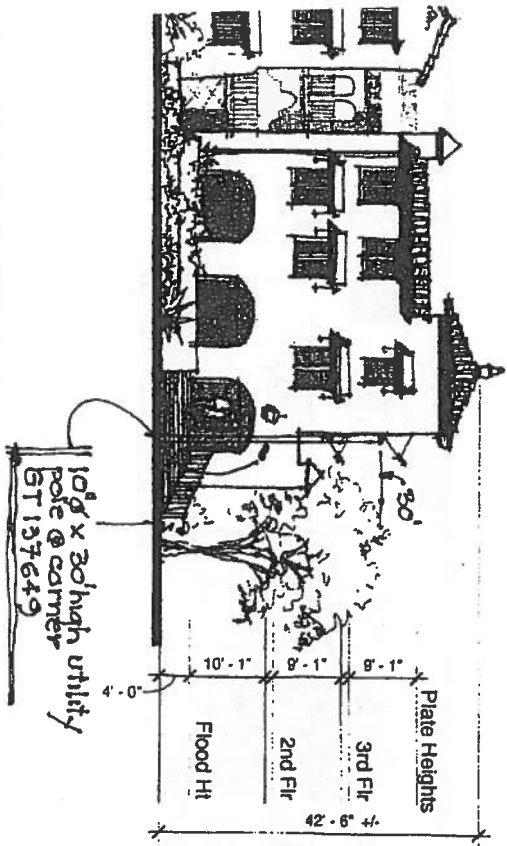 Plate Heights
9' - 1"
3rd Flr
9' - 1"
2nd Flr
10' - 1"
Flood Ht
4' - 0"
42' - 6" +/-
30'
10"ø x 30' high utility
pole @ corner
GT 137649